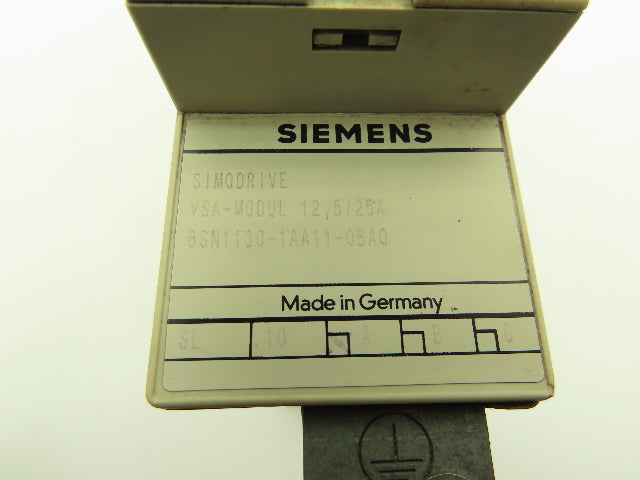 SIEMENS
SIMODRIVE
VSA-MODUL 12,5/25A
6SN1130-1AA11-0BA0
Made in Germany
SL 10 A B C